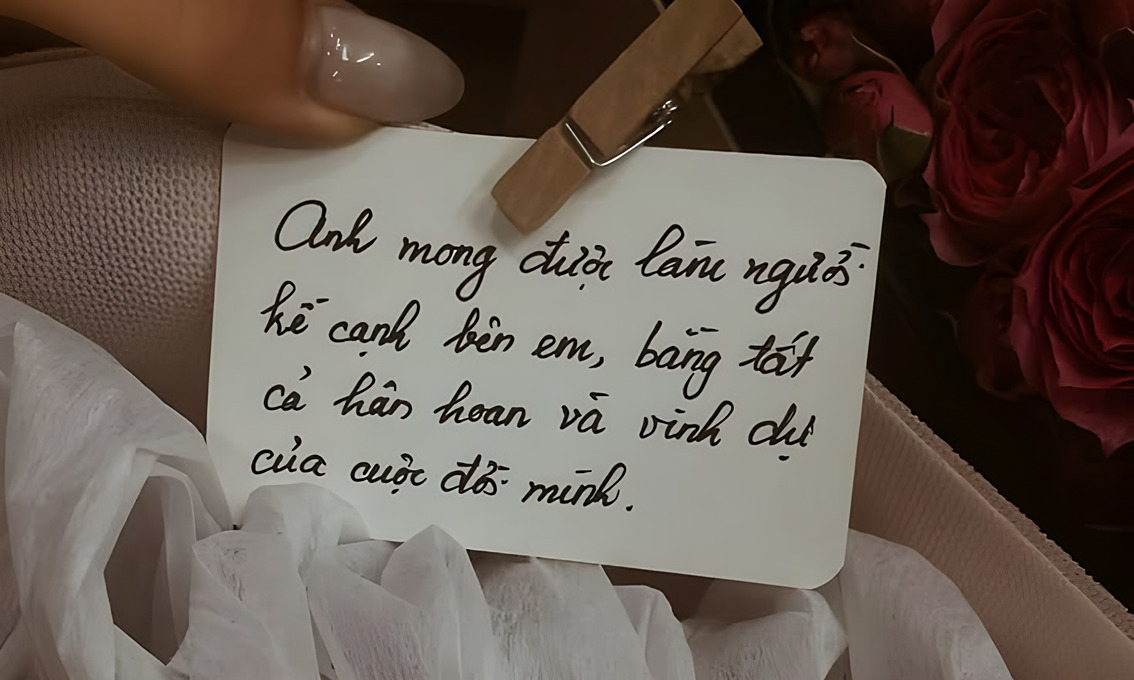 Anh mong được làm người
kề cạnh bên em, bằng tất
cả hân hoan và vinh dự
của cuộc đời mình.